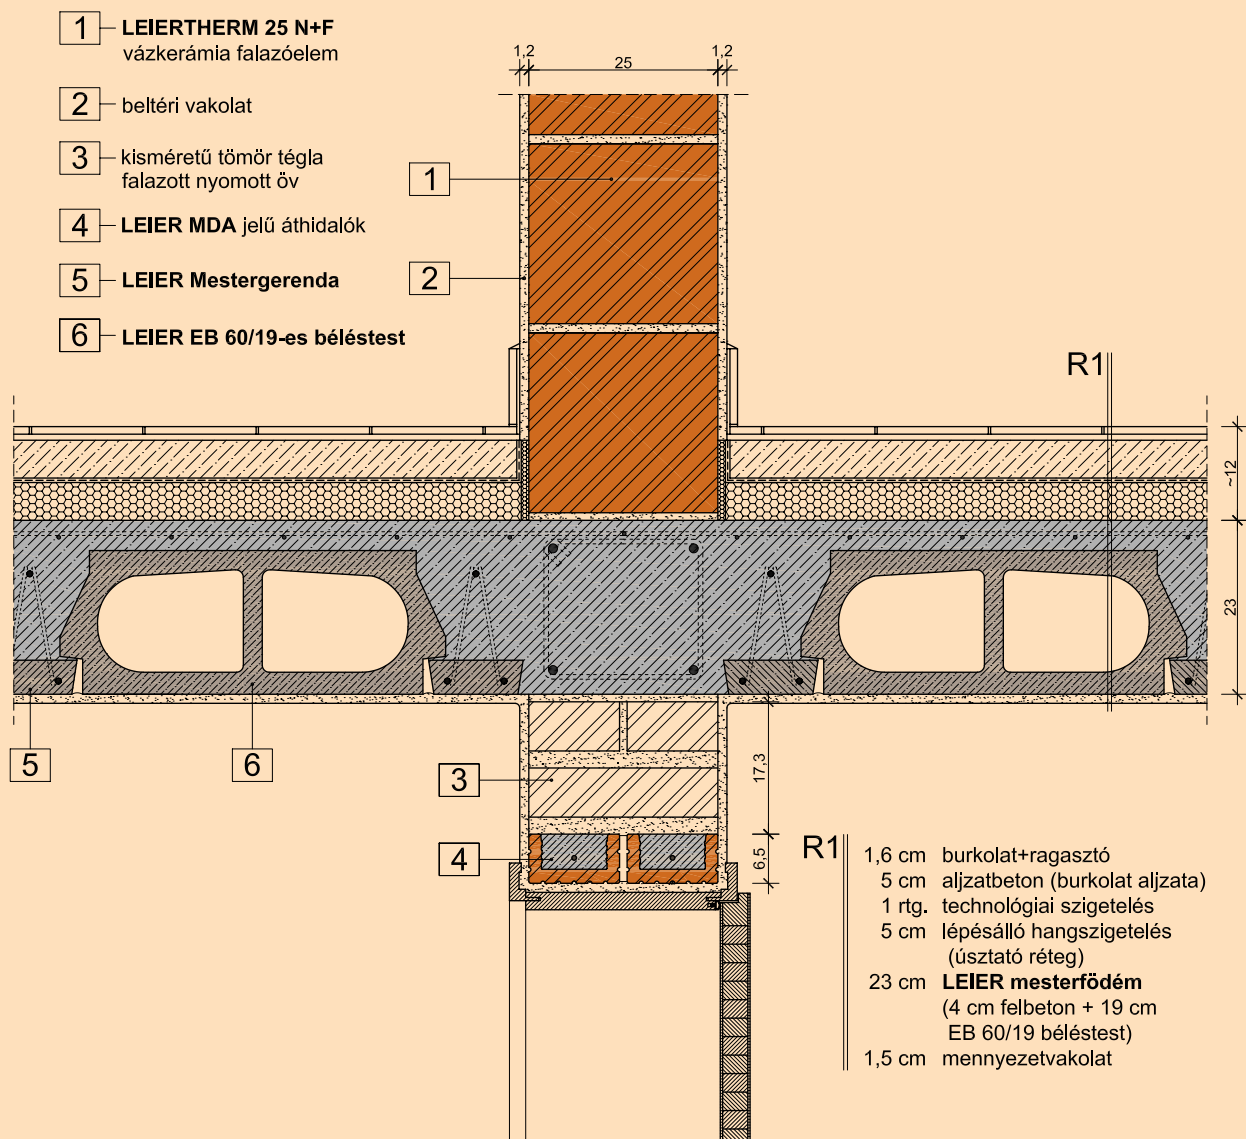 1 LEIERTHERM 25 N+F
vázkerámia falazóelem
2 beltéri vakolat
3 kisméretű tömör tégla
falazott nyomott öv
4 LEIER MDA jelű áthidalók
5 LEIER Mestergerenda
6 LEIER EB 60/19-es béléstest
1,2
25
1,2
1
2
R1
~12
23
5
6
3
17,3
4
6,5
R1
1,6 cm burkolat+ragasztó
5 cm aljzatbeton (burkolat aljzata)
1 rtg. technológiai szigetelés
5 cm lépésálló hangszigetelés
(úsztató réteg)
23 cm LEIER mesterfödém
(4 cm felbeton + 19 cm
EB 60/19 béléstest)
1,5 cm mennyezetvakolat